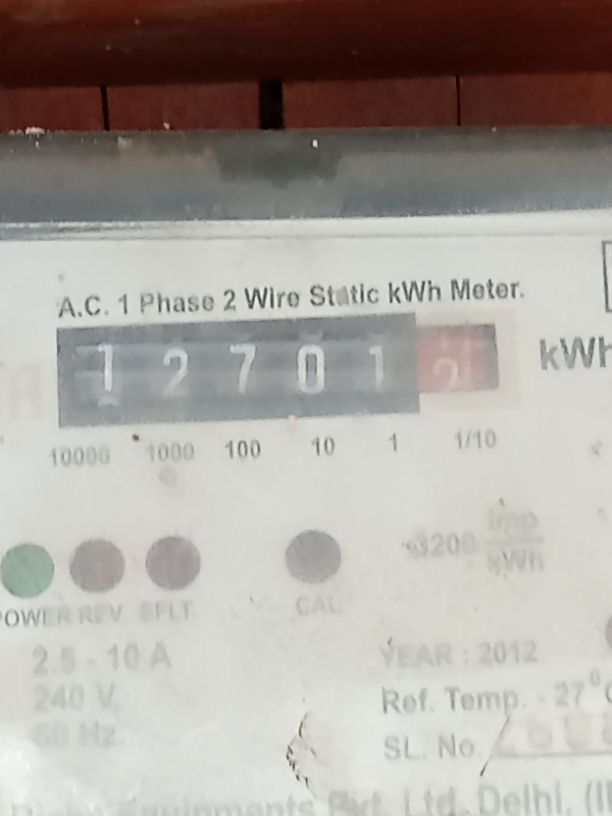 A.C. 1 Phase 2 Wire Static kWh Meter.
1 2 7 0 1 2 kWh
10000 1000 100 10 1 1/10
3200 Imp
kWh
POWER REV EFLT CAL
2.5 - 10 A
240 V.
50 Hz.
YEAR : 2012
Ref. Temp. - 27°C
SL. No.
Equipments Pvt. Ltd. Delhi.